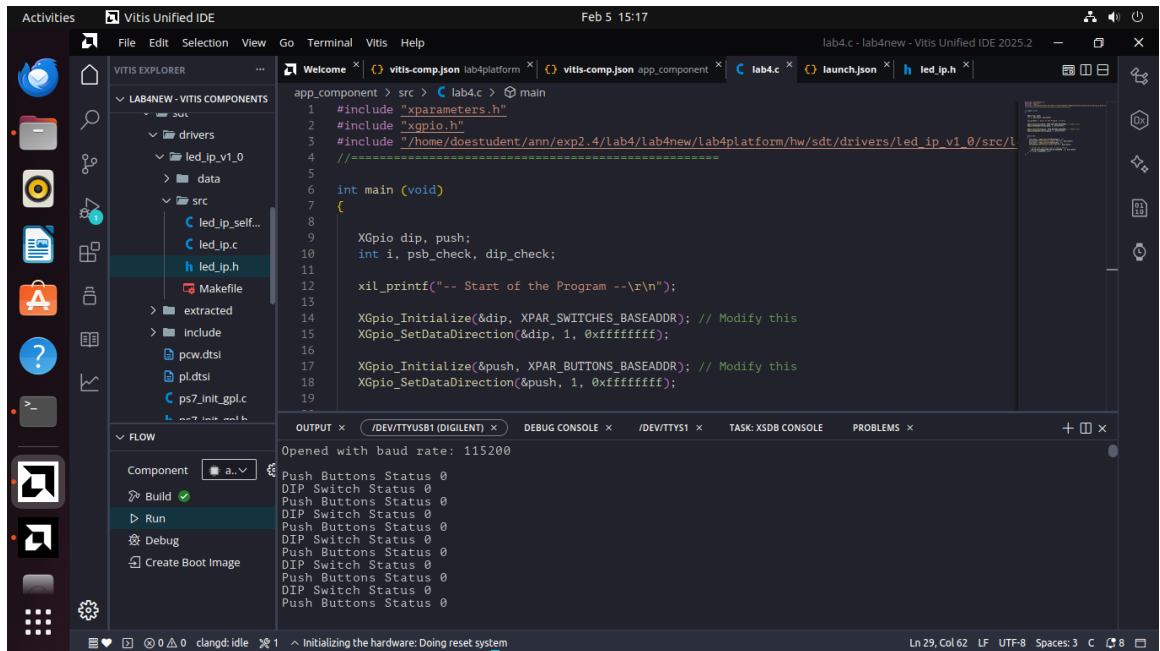 Activities
Vitis Unified IDE
Feb 5 15:17
File Edit Selection View Go Terminal Vitis Help
lab4.c - lab4new - Vitis Unified IDE 2025.2
VITIS EXPLORER
Welcome
{} vitis-comp.json lab4platform
{} vitis-comp.json app_component
C lab4.c
{} launch.json
h led_ip.h
LAB4NEW - VITIS COMPONENTS
sdt
drivers
led_ip_v1_0
data
src
C led_ip_self...
C led_ip.c
h led_ip.h
Makefile
extracted
include
pcw.dtsi
pl.dtsi
C ps7_init_gpl.c
h ps7_init_gpl.h
app_component > src > C lab4.c > main
1 #include "xparameters.h"
2 #include "xgpio.h"
3 #include "/home/doestudent/ann/exp2.4/lab4/lab4new/lab4platform/hw/sdt/drivers/led_ip_v1_0/src/l
4 //====================================================
5
6 int main (void)
7 {
8
9 XGpio dip, push;
10 int i, psb_check, dip_check;
11
12 xil_printf("-- Start of the Program --\r\n");
13
14 XGpio_Initialize(&dip, XPAR_SWITCHES_BASEADDR); // Modify this
15 XGpio_SetDataDirection(&dip, 1, 0xffffffff);
16
17 XGpio_Initialize(&push, XPAR_BUTTONS_BASEADDR); // Modify this
18 XGpio_SetDataDirection(&push, 1, 0xffffffff);
19
FLOW
Component a..
Build
Run
Debug
Create Boot Image
OUTPUT
/DEV/TTYUSB1 (DIGILENT)
DEBUG CONSOLE
/DEV/TTYS1
TASK: XSDB CONSOLE
PROBLEMS
Opened with baud rate: 115200
Push Buttons Status 0
DIP Switch Status 0
Push Buttons Status 0
DIP Switch Status 0
Push Buttons Status 0
DIP Switch Status 0
Push Buttons Status 0
DIP Switch Status 0
Push Buttons Status 0
DIP Switch Status 0
Push Buttons Status 0
0 0 clangd: idle 1 Initializing the hardware: Doing reset system
Ln 29, Col 62 LF UTF-8 Spaces: 3 C 8